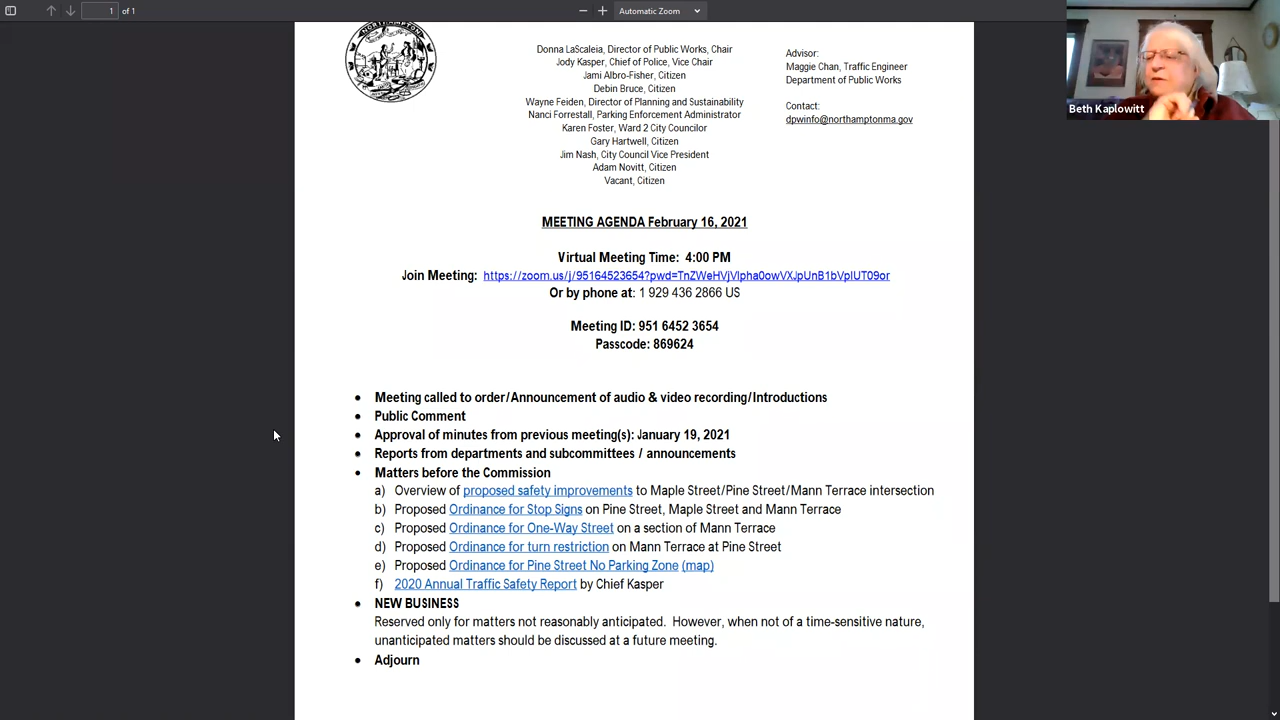 1
of 1
Automatic Zoom
NORTHAMPTON
Donna LaScaleia, Director of Public Works, Chair
Jody Kasper, Chief of Police, Vice Chair
Jami Albro-Fisher, Citizen
Debin Bruce, Citizen
Wayne Feiden, Director of Planning and Sustainability
Nanci Forrestall, Parking Enforcement Administrator
Karen Foster, Ward 2 City Councilor
Gary Hartwell, Citizen
Jim Nash, City Council Vice President
Adam Novitt, Citizen
Vacant, Citizen
Advisor:
Maggie Chan, Traffic Engineer
Department of Public Works
Contact:
dpwinfo@northamptonma.gov
Beth Kaplowitt
MEETING AGENDA February 16, 2021
Virtual Meeting Time: 4:00 PM
Join Meeting: https://zoom.us/j/95164523654?pwd=TnZWeHVjVlpha0owVXJpUnB1bVplUT09or
Or by phone at: 1 929 436 2866 US
Meeting ID: 951 6452 3654
Passcode: 869624
• Meeting called to order/Announcement of audio & video recording/Introductions
• Public Comment
• Approval of minutes from previous meeting(s): January 19, 2021
• Reports from departments and subcommittees / announcements
• Matters before the Commission
a) Overview of proposed safety improvements to Maple Street/Pine Street/Mann Terrace intersection
b) Proposed Ordinance for Stop Signs on Pine Street, Maple Street and Mann Terrace
c) Proposed Ordinance for One-Way Street on a section of Mann Terrace
d) Proposed Ordinance for turn restriction on Mann Terrace at Pine Street
e) Proposed Ordinance for Pine Street No Parking Zone (map)
f) 2020 Annual Traffic Safety Report by Chief Kasper
• NEW BUSINESS
Reserved only for matters not reasonably anticipated. However, when not of a time-sensitive nature,
unanticipated matters should be discussed at a future meeting.
• Adjourn